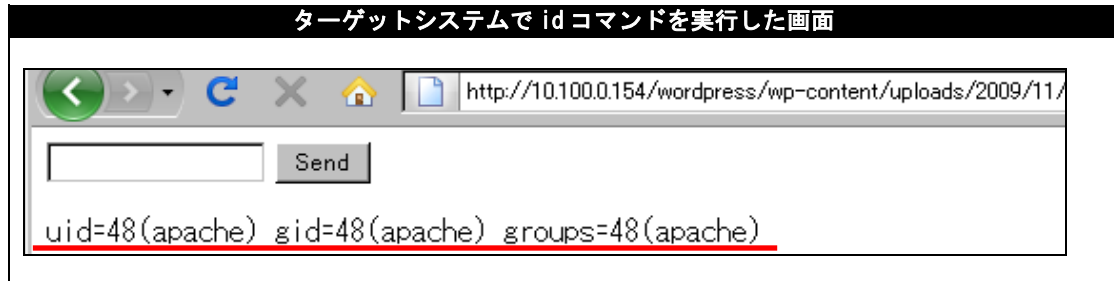 ターゲットシステムで id コマンドを実行した画面
http://10.100.0.154/wordpress/wp-content/uploads/2009/11/
Send
uid=48(apache) gid=48(apache) groups=48(apache)